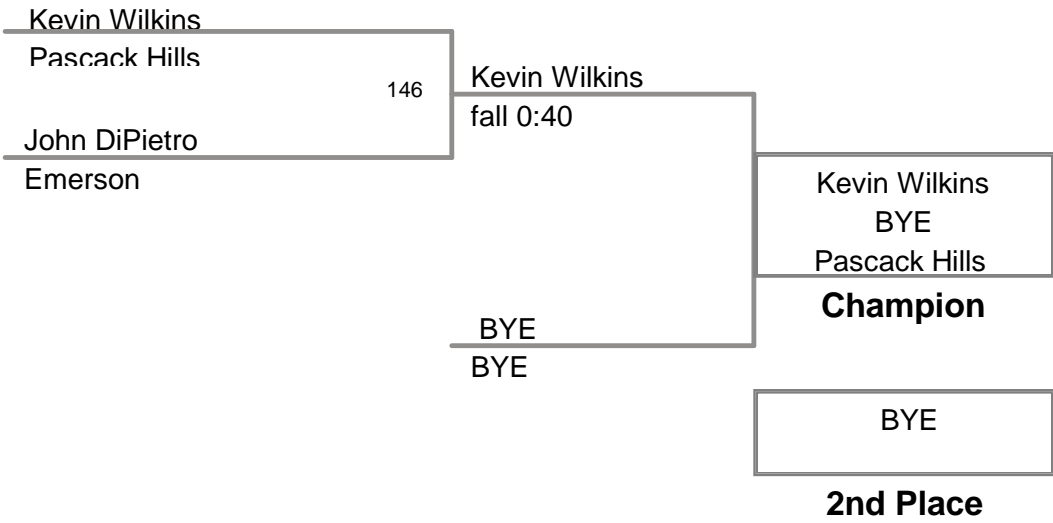 Kevin Wilkins
Pascack Hills
146
John DiPietro
Emerson
Kevin Wilkins
fall 0:40
BYE
BYE
Kevin Wilkins
BYE
Pascack Hills
Champion
BYE
2nd Place